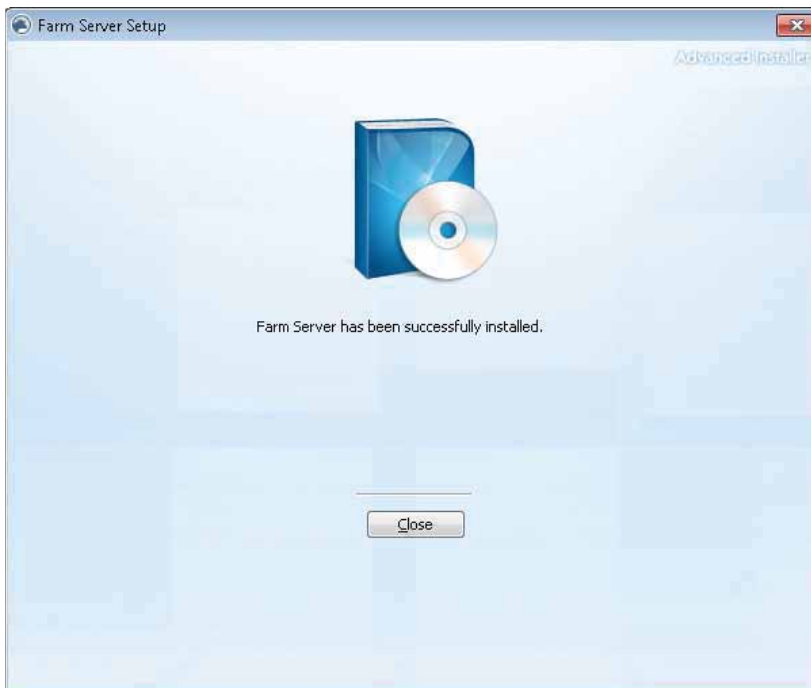 Farm Server Setup
Advanced Installer
Farm Server has been successfully installed.
Close